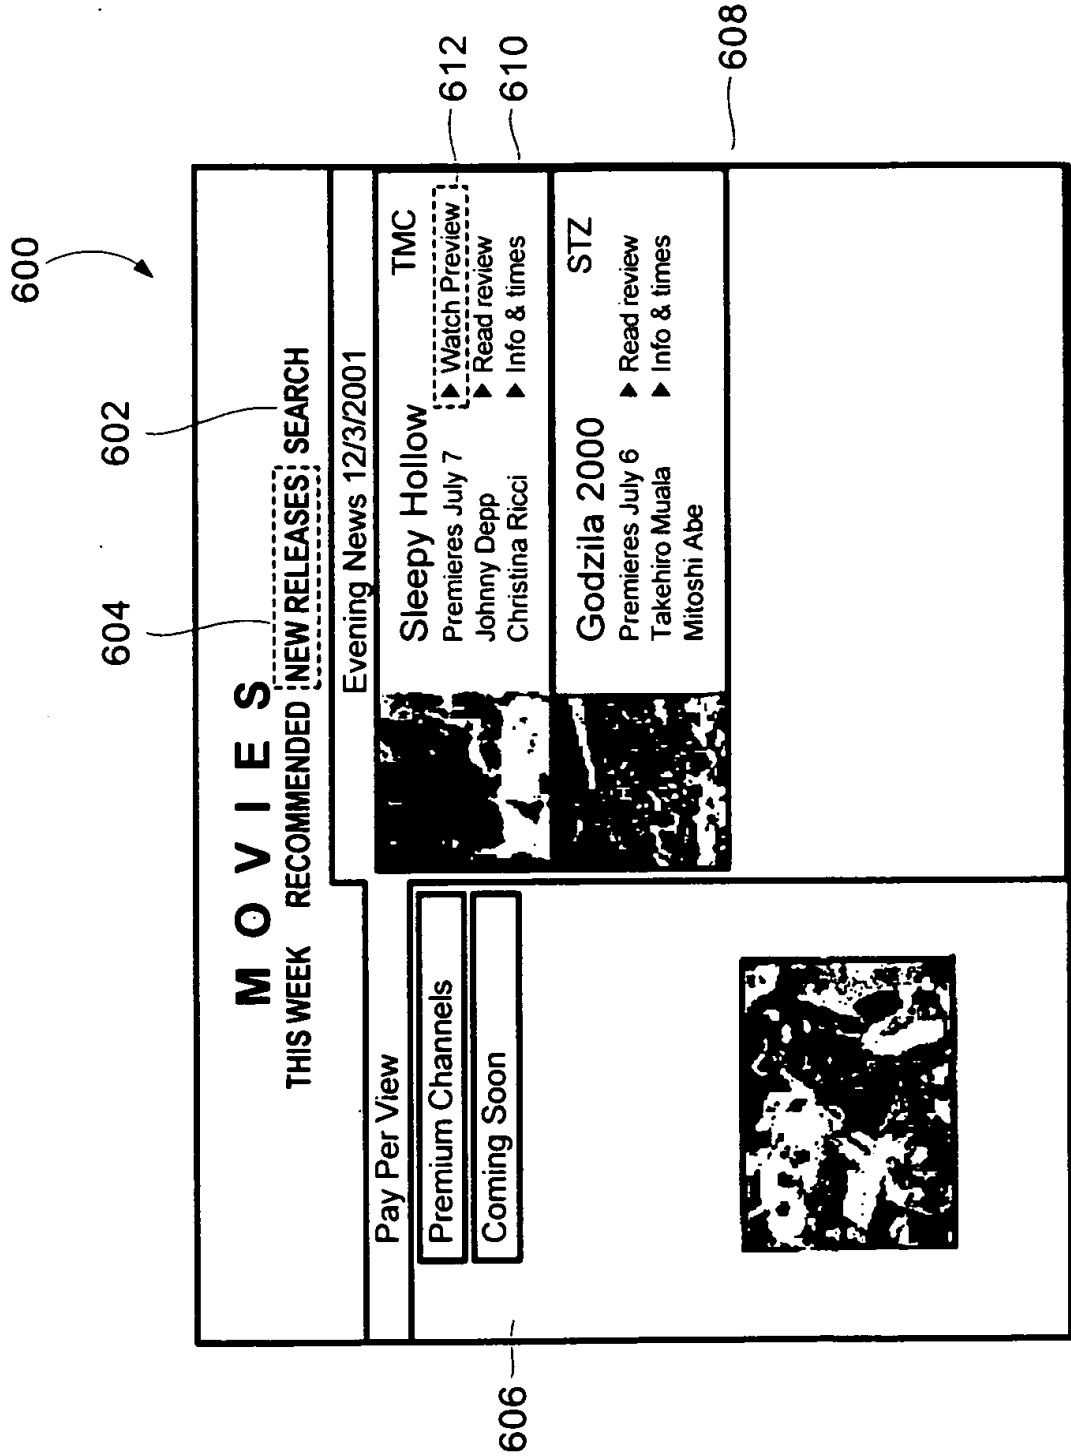 600
602
604
MOVIES
THIS WEEK RECOMMENDED NEW RELEASES SEARCH
Evening News 12/3/2001
Pay Per View
Premium Channels
Coming Soon
606
Sleepy Hollow TMC
Premieres July 7
Johnny Depp
Christina Ricci
▶ Watch Preview
▶ Read review
▶ Info & times
612
610
Godzila 2000 STZ
Premieres July 6
Takehiro Muala
Mitoshi Abe
▶ Read review
▶ Info & times
608